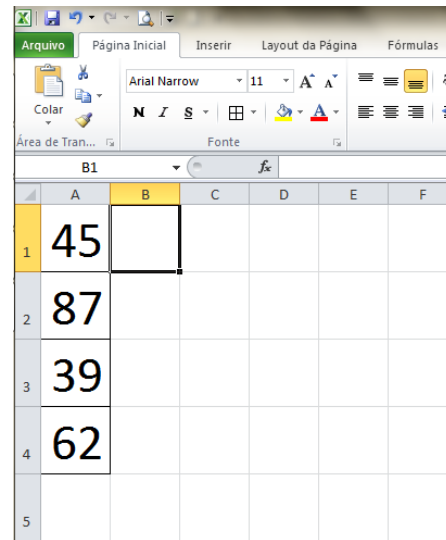 Arquivo Página Inicial Inserir Layout da Página Fórmulas
Colar
Arial Narrow 11 A A
N I S A
Área de Tran... Fonte
B1 fx
A B C D E F
1 45
2 87
3 39
4 62
5